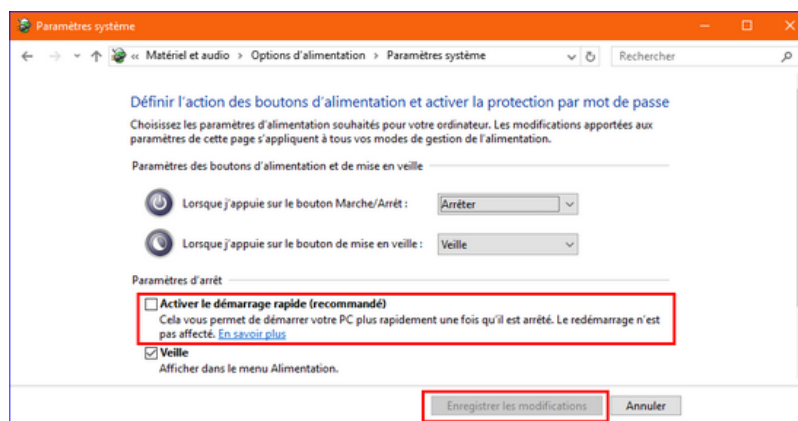 Paramètres système
« Matériel et audio > Options d'alimentation > Paramètres système
Rechercher
Définir l'action des boutons d'alimentation et activer la protection par mot de passe
Choisissez les paramètres d'alimentation souhaités pour votre ordinateur. Les modifications apportées aux
paramètres de cette page s'appliquent à tous vos modes de gestion de l'alimentation.
Paramètres des boutons d'alimentation et de mise en veille
Lorsque j'appuie sur le bouton Marche/Arrêt : Arrêter
Lorsque j'appuie sur le bouton de mise en veille : Veille
Paramètres d'arrêt
Activer le démarrage rapide (recommandé)
Cela vous permet de démarrer votre PC plus rapidement une fois qu'il est arrêté. Le redémarrage n'est
pas affecté. En savoir plus
Veille
Afficher dans le menu Alimentation.
Enregistrer les modifications Annuler